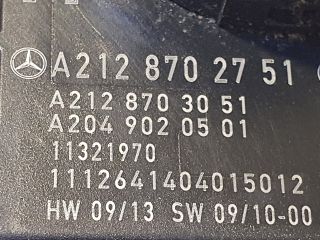 A212 870 27 51
A212 870 30 51
A204 902 05 01
11321970
1112641404015012
HW 09/13 SW 09/10-00